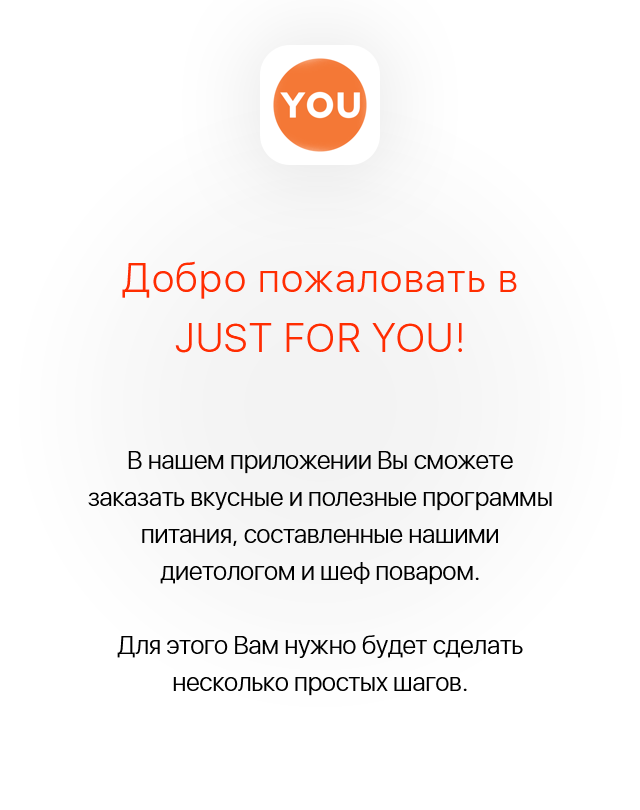 YOU
Добро пожаловать в
JUST FOR YOU!
В нашем приложении Вы сможете
заказать вкусные и полезные программы
питания, составленные нашими
диетологом и шеф поваром.
Для этого Вам нужно будет сделать
несколько простых шагов.